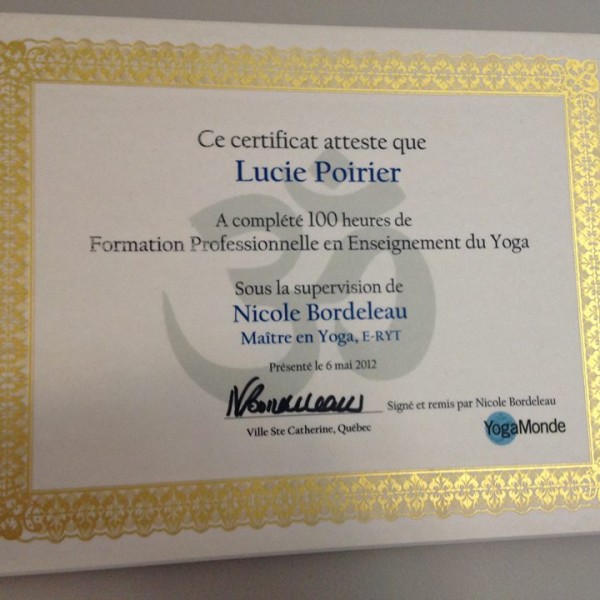 Ce certificat atteste que
Lucie Poirier
A complété 100 heures de
Formation Professionnelle en Enseignement du Yoga
Sous la supervision de
Nicole Bordeleau
Maître en Yoga, E-RYT
Présenté le 6 mai 2012
NBordeleau
Signé et remis par Nicole Bordeleau
Ville Ste Catherine, Québec
YogaMonde
ॐ